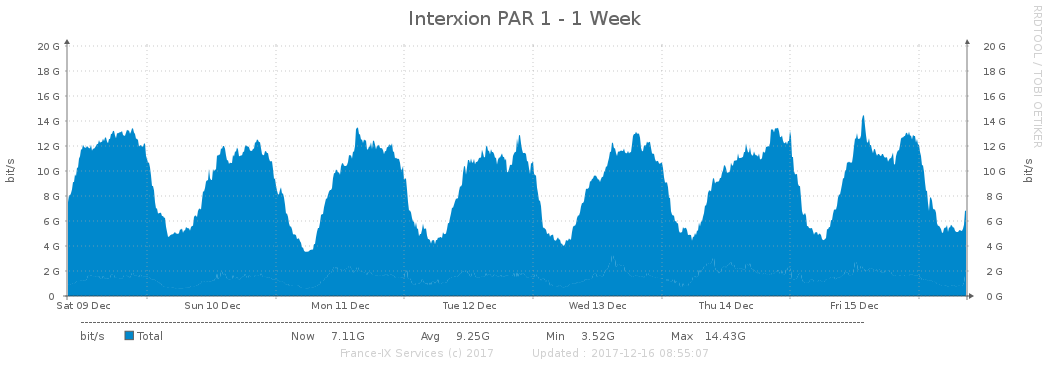 Interxion PAR 1 - 1 Week
RRDTOOL / TOBI OETIKER
bit/s
20 G 20 G
18 G 18 G
16 G 16 G
14 G 14 G
12 G 12 G
10 G 10 G
8 G 8 G
6 G 6 G
4 G 4 G
2 G 2 G
0 0 G
bit/s
Sat 09 Dec Sun 10 Dec Mon 11 Dec Tue 12 Dec Wed 13 Dec Thu 14 Dec Fri 15 Dec
bit/s Total Now 7.11G Avg 9.25G Min 3.52G Max 14.43G
France-IX Services (c) 2017 Updated : 2017-12-16 08:55:07